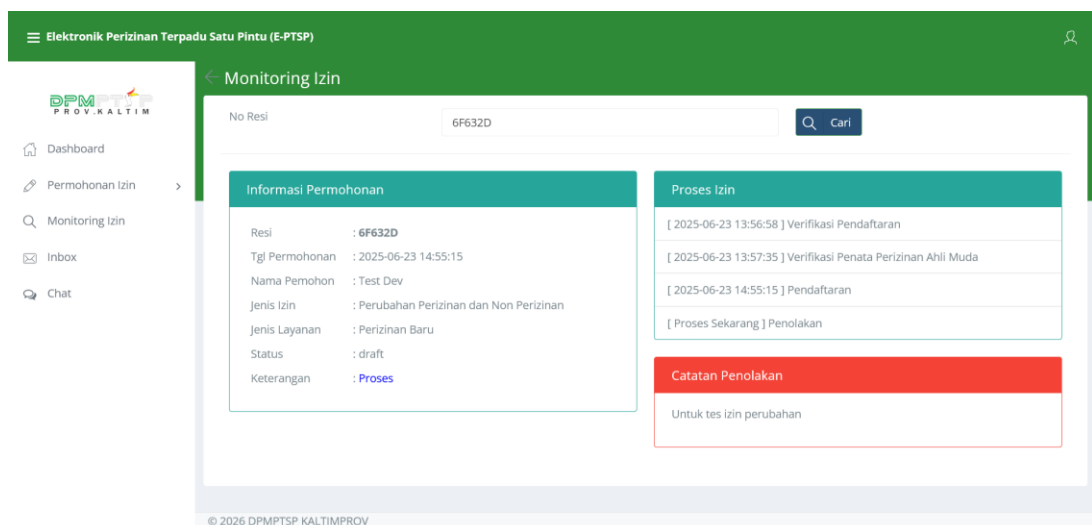 Elektronik Perizinan Terpadu Satu Pintu (E-PTSP)
DPMPTSP
PROV.KALTIM
Dashboard
Permohonan Izin
Monitoring Izin
Inbox
Chat
Monitoring Izin
No Resi
6F632D
Cari
Informasi Permohonan
Resi : 6F632D
Tgl Permohonan : 2025-06-23 14:55:15
Nama Pemohon : Test Dev
Jenis Izin : Perubahan Perizinan dan Non Perizinan
Jenis Layanan : Perizinan Baru
Status : draft
Keterangan : Proses
Proses Izin
[ 2025-06-23 13:56:58 ] Verifikasi Pendaftaran
[ 2025-06-23 13:57:35 ] Verifikasi Penata Perizinan Ahli Muda
[ 2025-06-23 14:55:15 ] Pendaftaran
[ Proses Sekarang ] Penolakan
Catatan Penolakan
Untuk tes izin perubahan
© 2026 DPMPTSP KALTIMPROV